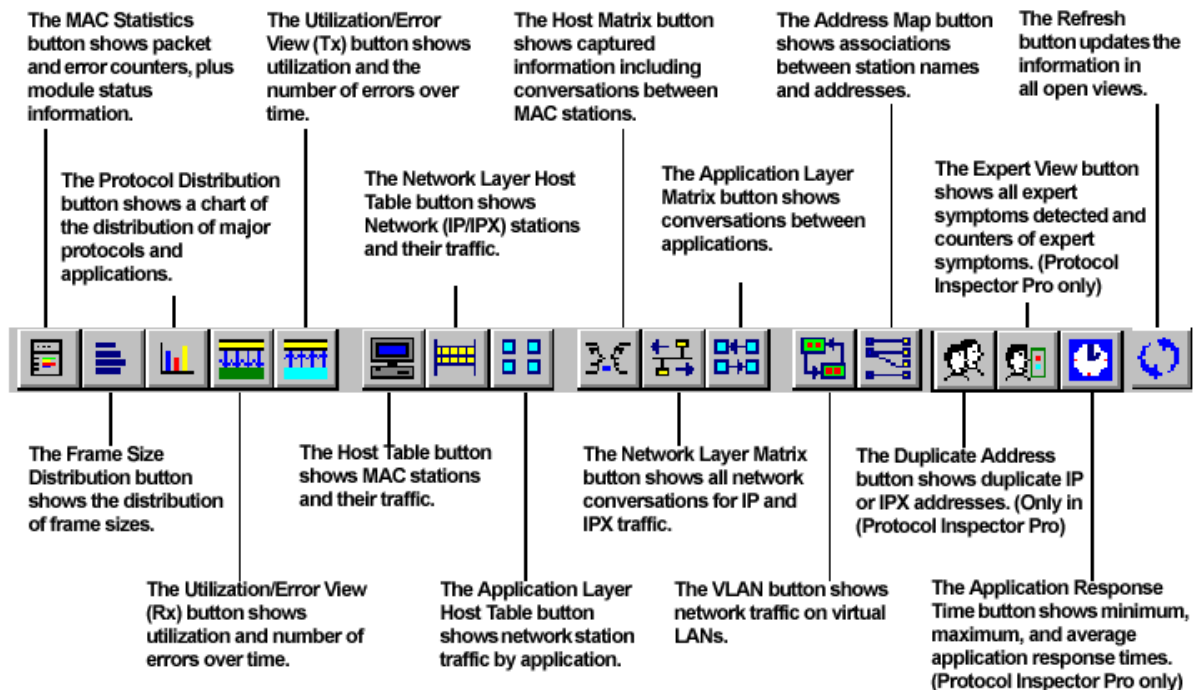 The MAC Statistics
button shows packet
and error counters, plus
module status
information.
The Utilization/Error
View (Tx) button shows
utilization and the
number of errors over
time.
The Host Matrix button
shows captured
information including
conversations between
MAC stations.
The Address Map button
shows associations
between station names
and addresses.
The Refresh
button updates the
information in
all open views.
The Protocol Distribution
button shows a chart of
the distribution of major
protocols and
applications.
The Network Layer Host
Table button shows
Network (IP/IPX) stations
and their traffic.
The Application Layer
Matrix button shows
conversations between
applications.
The Expert View button
shows all expert
symptoms detected and
counters of expert
symptoms. (Protocol
Inspector Pro only)
The Frame Size
Distribution button
shows the distribution
of frame sizes.
The Host Table button
shows MAC stations
and their traffic.
The Network Layer Matrix
button shows all network
conversations for IP and
IPX traffic.
The Duplicate Address
button shows duplicate IP
or IPX addresses. (Only in
(Protocol Inspector Pro)
The Utilization/Error View
(Rx) button shows
utilization and number of
errors over time.
The Application Layer
Host Table button
shows network station
traffic by application.
The VLAN button shows
network traffic on virtual
LANs.
The Application Response
Time button shows minimum,
maximum, and average
application response times.
(Protocol Inspector Pro only)